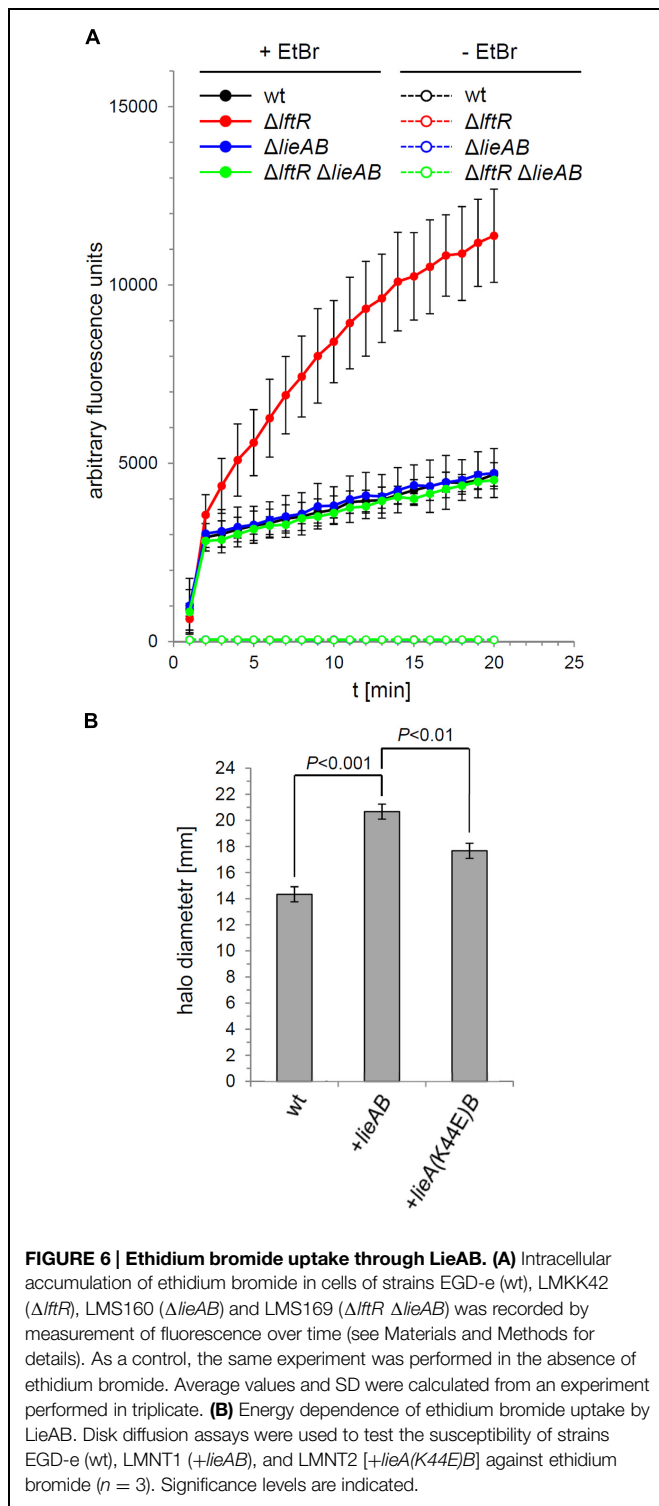 A
+ EtBr - EtBr
wt wt
ΔlftR ΔlftR
ΔlieAB ΔlieAB
ΔlftR ΔlieAB ΔlftR ΔlieAB
15000
10000
5000
0
arbitrary fluorescence units
0 5 10 15 20 25
t [min]
B
P<0.01
P<0.001
24
22
20
18
16
14
12
10
8
6
4
2
0
halo diametetr [mm]
wt
+lieAB
+lieA(K44E)B
FIGURE 6 | Ethidium bromide uptake through LieAB. (A) Intracellular
accumulation of ethidium bromide in cells of strains EGD-e (wt), LMKK42
(ΔlftR), LMS160 (ΔlieAB) and LMS169 (ΔlftR ΔlieAB) was recorded by
measurement of fluorescence over time (see Materials and Methods for
details). As a control, the same experiment was performed in the absence of
ethidium bromide. Average values and SD were calculated from an experiment
performed in triplicate. (B) Energy dependence of ethidium bromide uptake by
LieAB. Disk diffusion assays were used to test the susceptibility of strains
EGD-e (wt), LMNT1 (+lieAB), and LMNT2 [+lieA(K44E)B] against ethidium
bromide (n = 3). Significance levels are indicated.